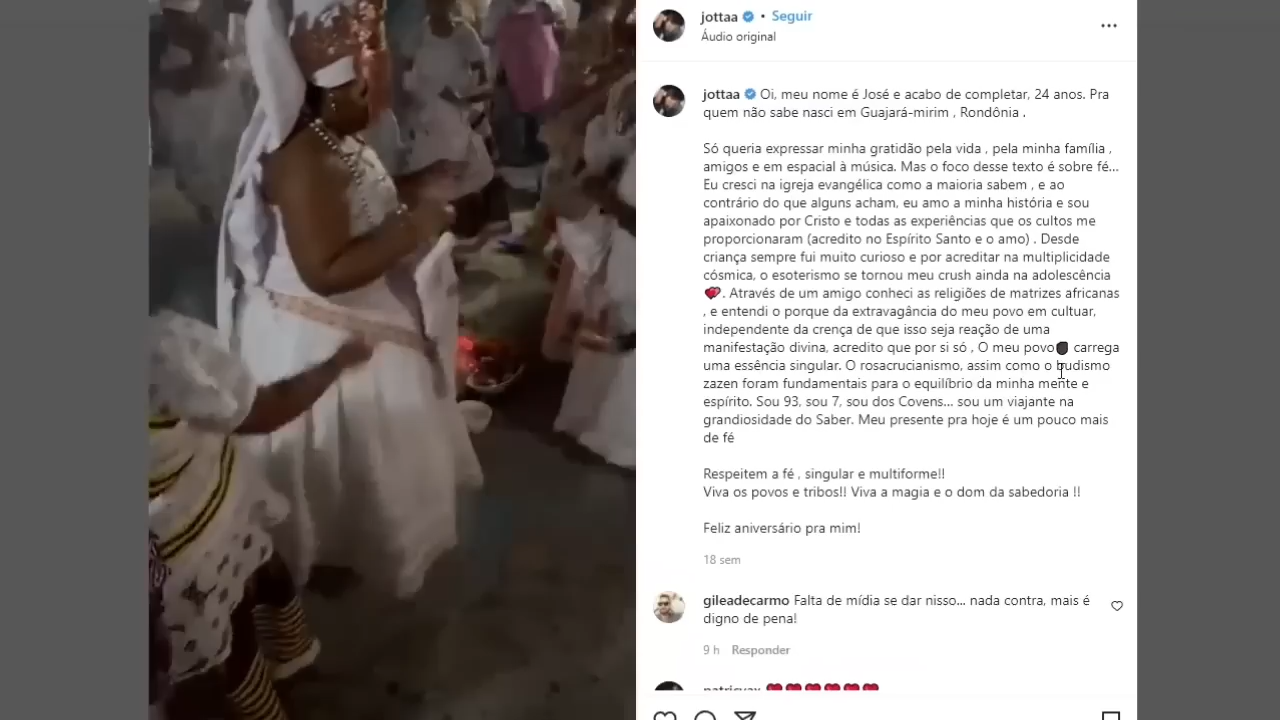 jottaa • Seguir
Áudio original
jottaa Oi, meu nome é José e acabo de completar, 24 anos. Pra
quem não sabe nasci em Guajará-mirim , Rondônia .
Só queria expressar minha gratidão pela vida , pela minha família ,
amigos e em espacial à música. Mas o foco desse texto é sobre fé...
Eu cresci na igreja evangélica como a maioria sabem , e ao
contrário do que alguns acham, eu amo a minha história e sou
apaixonado por Cristo e todas as experiências que os cultos me
proporcionaram (acredito no Espírito Santo e o amo) . Desde
criança sempre fui muito curioso e por acreditar na multiplicidade
cósmica, o esoterismo se tornou meu crush ainda na adolescência
💕. Através de um amigo conheci as religiões de matrizes africanas
, e entendi o porque da extravagância do meu povo em cultuar,
independente da crença de que isso seja reação de uma
manifestação divina, acredito que por si só , O meu povo✊🏿 carrega
uma essência singular. O rosacrucianismo, assim como o budismo
zazen foram fundamentais para o equilíbrio da minha mente e
espírito. Sou 93, sou 7, sou dos Covens... sou um viajante na
grandiosidade do Saber. Meu presente pra hoje é um pouco mais
de fé
Respeitem a fé , singular e multiforme!!
Viva os povos e tribos!! Viva a magia e o dom da sabedoria !!
Feliz aniversário pra mim!
18 sem
gileadecarmo Falta de mídia se dar nisso... nada contra, mais é
digno de pena!
9 h Responder